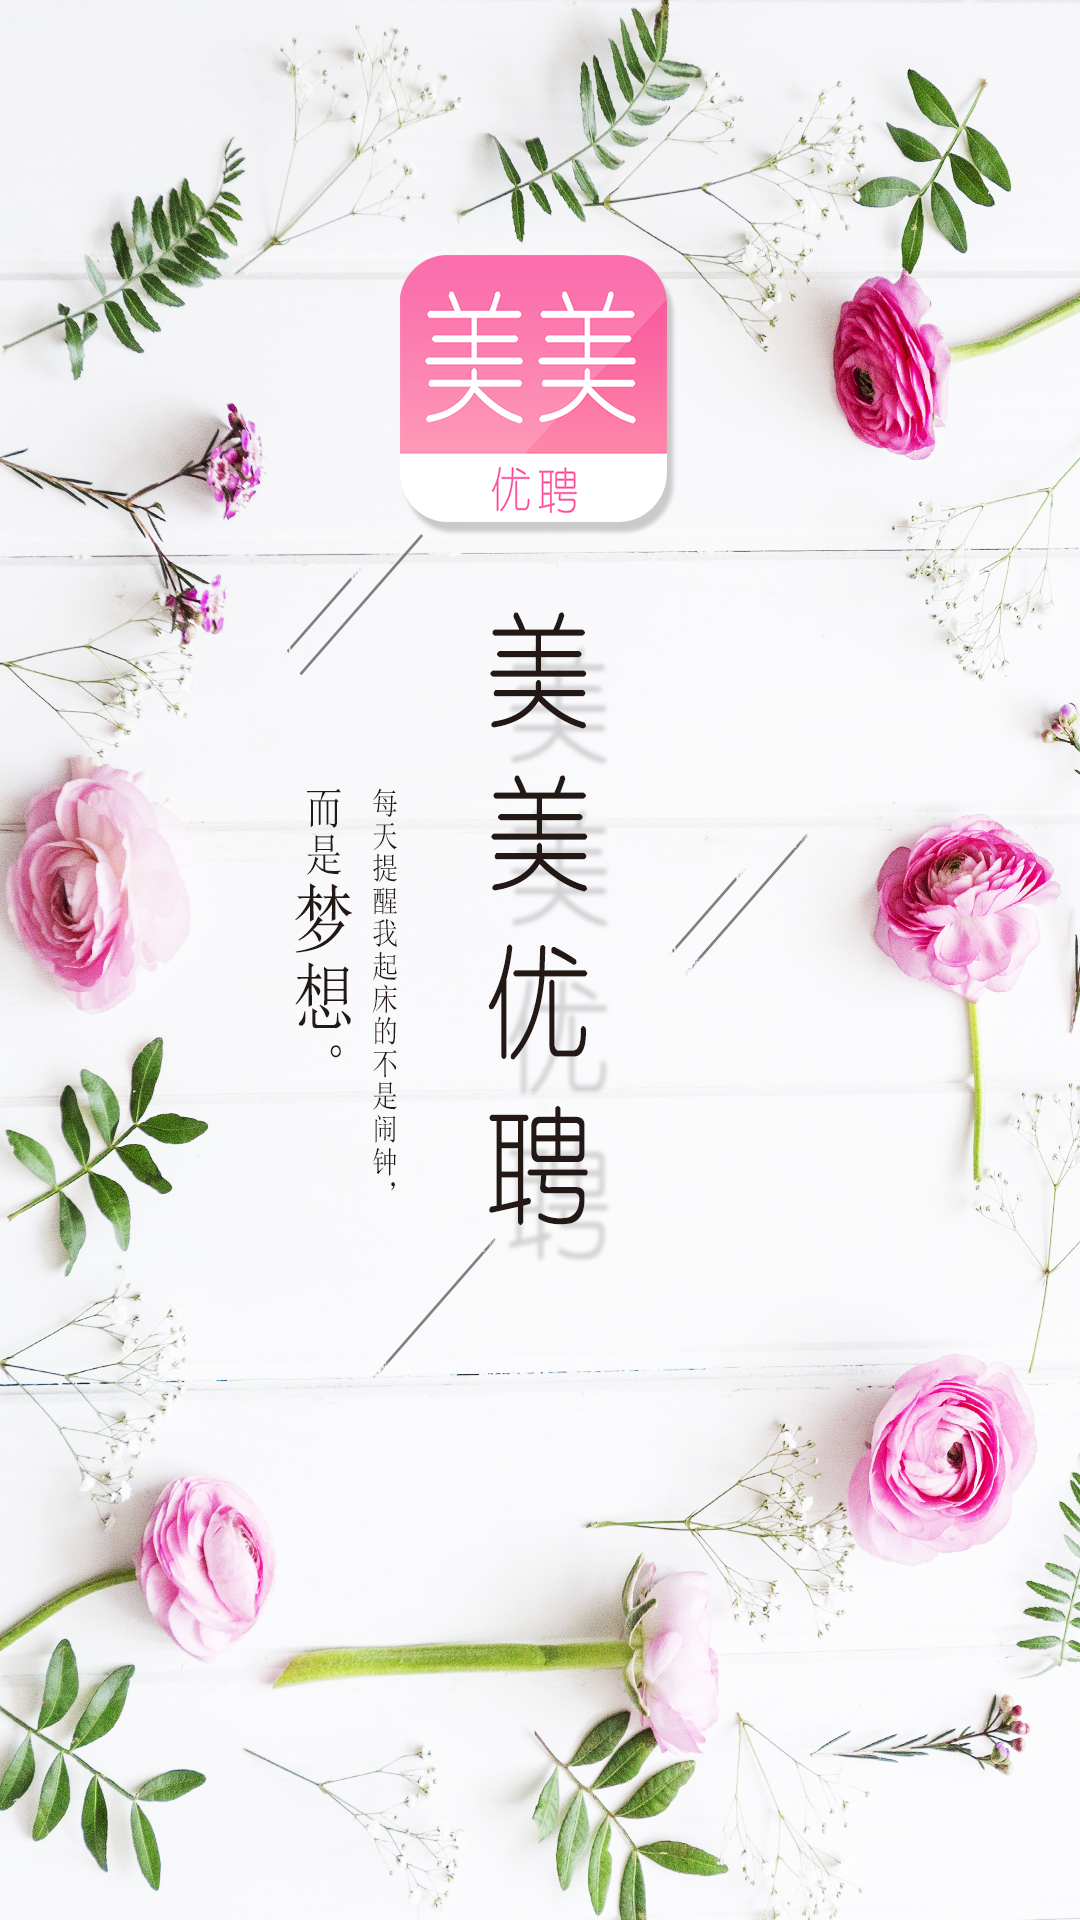 美美
优聘
美美优聘
每天提醒我起床的不是闹钟，
而是梦想。